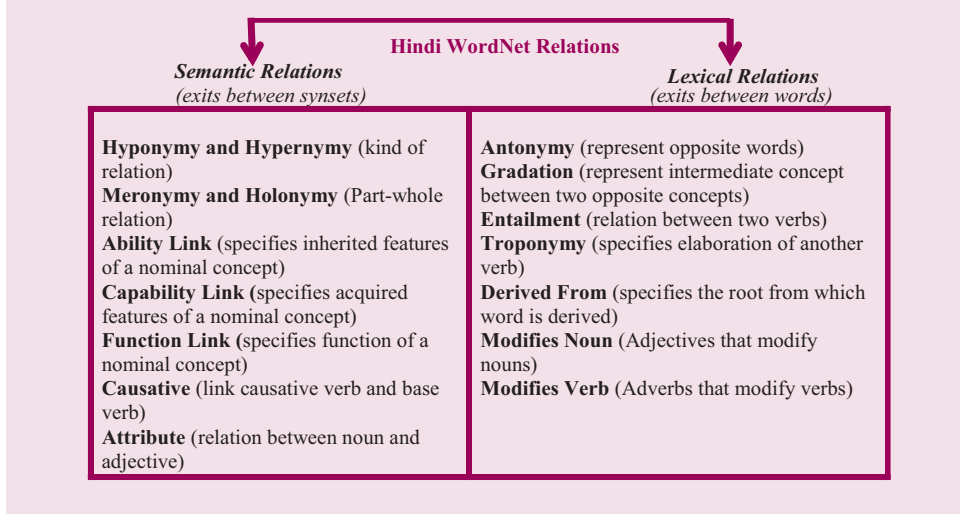 Hindi WordNet Relations
Semantic Relations
(exits between synsets)
Lexical Relations
(exits between words)
Hyponymy and Hypernymy (kind of
relation)
Meronymy and Holonymy (Part-whole
relation)
Ability Link (specifies inherited features
of a nominal concept)
Capability Link (specifies acquired
features of a nominal concept)
Function Link (specifies function of a
nominal concept)
Causative (link causative verb and base
verb)
Attribute (relation between noun and
adjective)
Antonymy (represent opposite words)
Gradation (represent intermediate concept
between two opposite concepts)
Entailment (relation between two verbs)
Troponymy (specifies elaboration of another
verb)
Derived From (specifies the root from which
word is derived)
Modifies Noun (Adjectives that modify
nouns)
Modifies Verb (Adverbs that modify verbs)